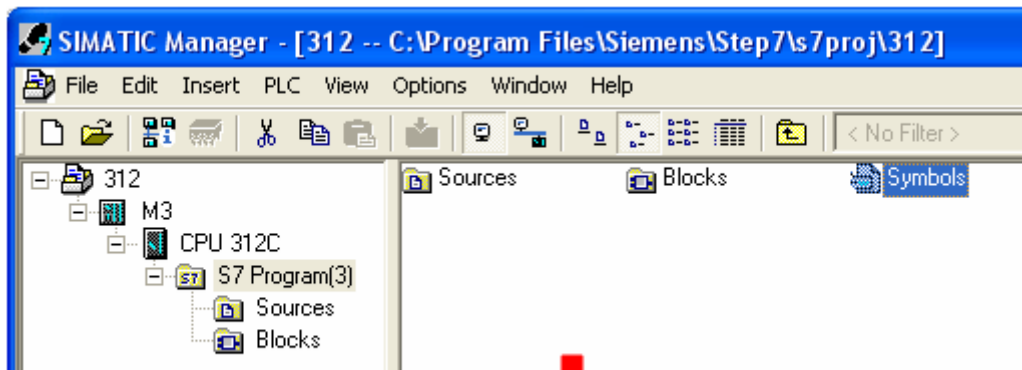 SIMATIC Manager - [312 -- C:\Program Files\Siemens\Step7\s7proj\312]
File Edit Insert PLC View Options Window Help
< No Filter >
312
M3
CPU 312C
S7 Program(3)
Sources
Blocks
Sources Blocks Symbols